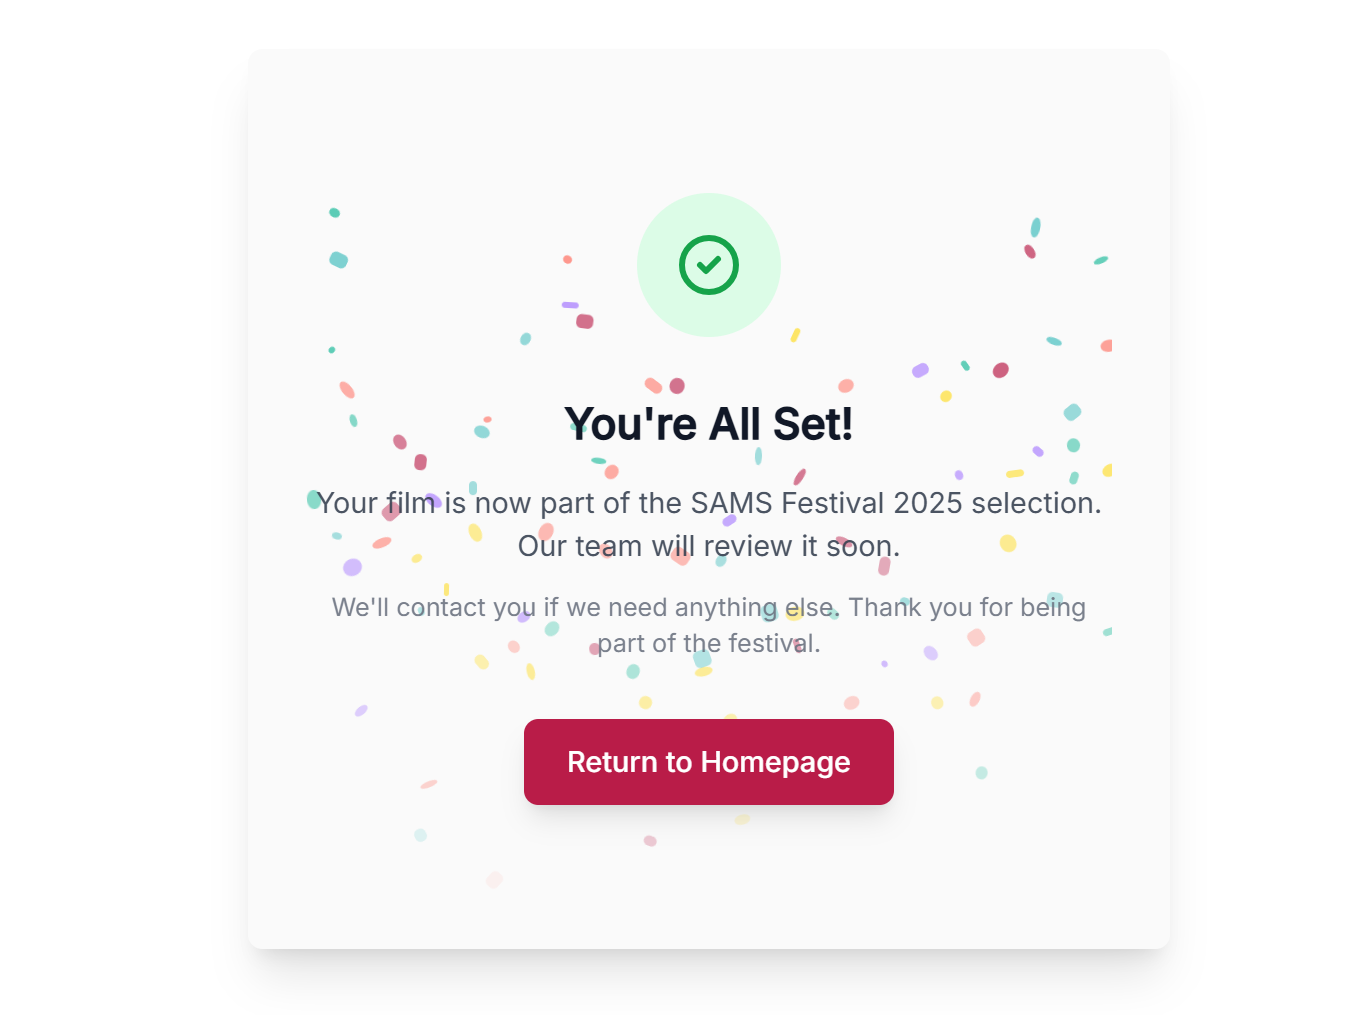 You're All Set!
Your film is now part of the SAMS Festival 2025 selection.
Our team will review it soon.
We'll contact you if we need anything else. Thank you for being
part of the festival.
Return to Homepage